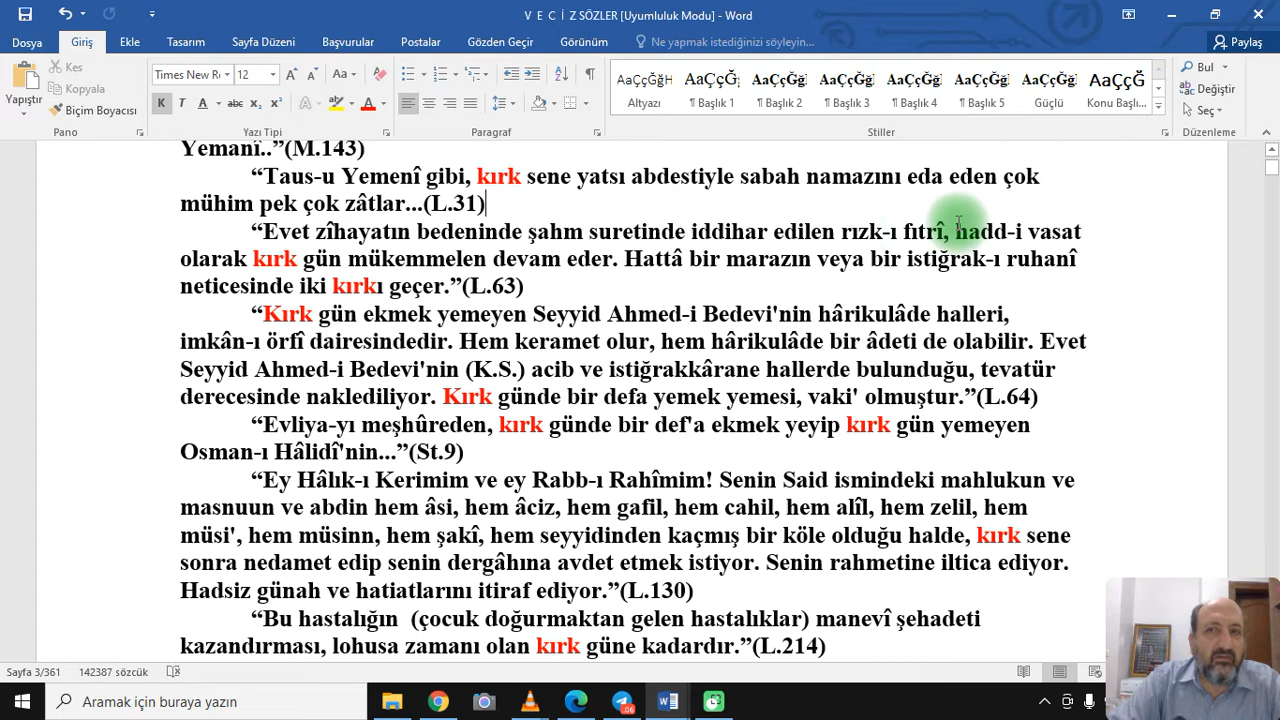 V E C İ Z SÖZLER [Uyumluluk Modu] - Word
Dosya Giriş Ekle Tasarım Sayfa Düzeni Başvurular Postalar Gözden Geçir Görünüm Ne yapmak istediğinizi söyleyin... Paylaş
Yapıştır
Kes
Kopyala
Biçim Boyacısı
Times New Ro 12
AaÇçĞğH AaÇçĞğ AaÇçĞğ AaÇçĞğ AaÇçĞğ AaÇçĞğ AaÇçĞğ AaÇçĞ
Altyazı ¶ Başlık 1 ¶ Başlık 2 ¶ Başlık 3 ¶ Başlık 4 ¶ Başlık 5 Güçlü Konu Başlı...
Bul
Değiştir
Seç
Pano Yazı Tipi Paragraf Stiller Düzenleme
Yemanî..”(M.143)
“Taus-u Yemenî gibi, kırk sene yatsı abdestiyle sabah namazını eda eden çok
mühim pek çok zâtlar...(L.31)
“Evet zîhayatın bedeninde şahm suretinde iddihar edilen rızk-ı fıtrî, hadd-i vasat
olarak kırk gün mükemmelen devam eder. Hattâ bir marazın veya bir istiğrak-ı ruhanî
neticesinde iki kırkı geçer.”(L.63)
“Kırk gün ekmek yemeyen Seyyid Ahmed-i Bedevi'nin hârikulâde halleri,
imkân-ı örfî dairesindedir. Hem keramet olur, hem hârikulâde bir âdeti de olabilir. Evet
Seyyid Ahmed-i Bedevi'nin (K.S.) acib ve istiğrakkârane hallerde bulunduğu, tevatür
derecesinde naklediliyor. Kırk günde bir defa yemek yemesi, vaki' olmuştur.”(L.64)
“Evliya-yı meşhûreden, kırk günde bir def'a ekmek yeyip kırk gün yemeyen
Osman-ı Hâlidî'nin...”(St.9)
“Ey Hâlık-ı Kerimim ve ey Rabb-ı Rahîmim! Senin Said ismindeki mahlukun ve
masnuun ve abdin hem âsi, hem âciz, hem gafil, hem cahil, hem alîl, hem zelil, hem
müsi', hem müsinn, hem şakî, hem seyyidinden kaçmış bir köle olduğu halde, kırk sene
sonra nedamet edip senin dergâhına avdet etmek istiyor. Senin rahmetine iltica ediyor.
Hadsiz günah ve hatiatlarını itiraf ediyor.”(L.130)
“Bu hastalığın (çocuk doğurmaktan gelen hastalıklar) manevî şehadeti
kazandırması, lohusa zamanı olan kırk güne kadardır.”(L.214)
Sayfa 3/361 142387 sözcük
Aramak için buraya yazın